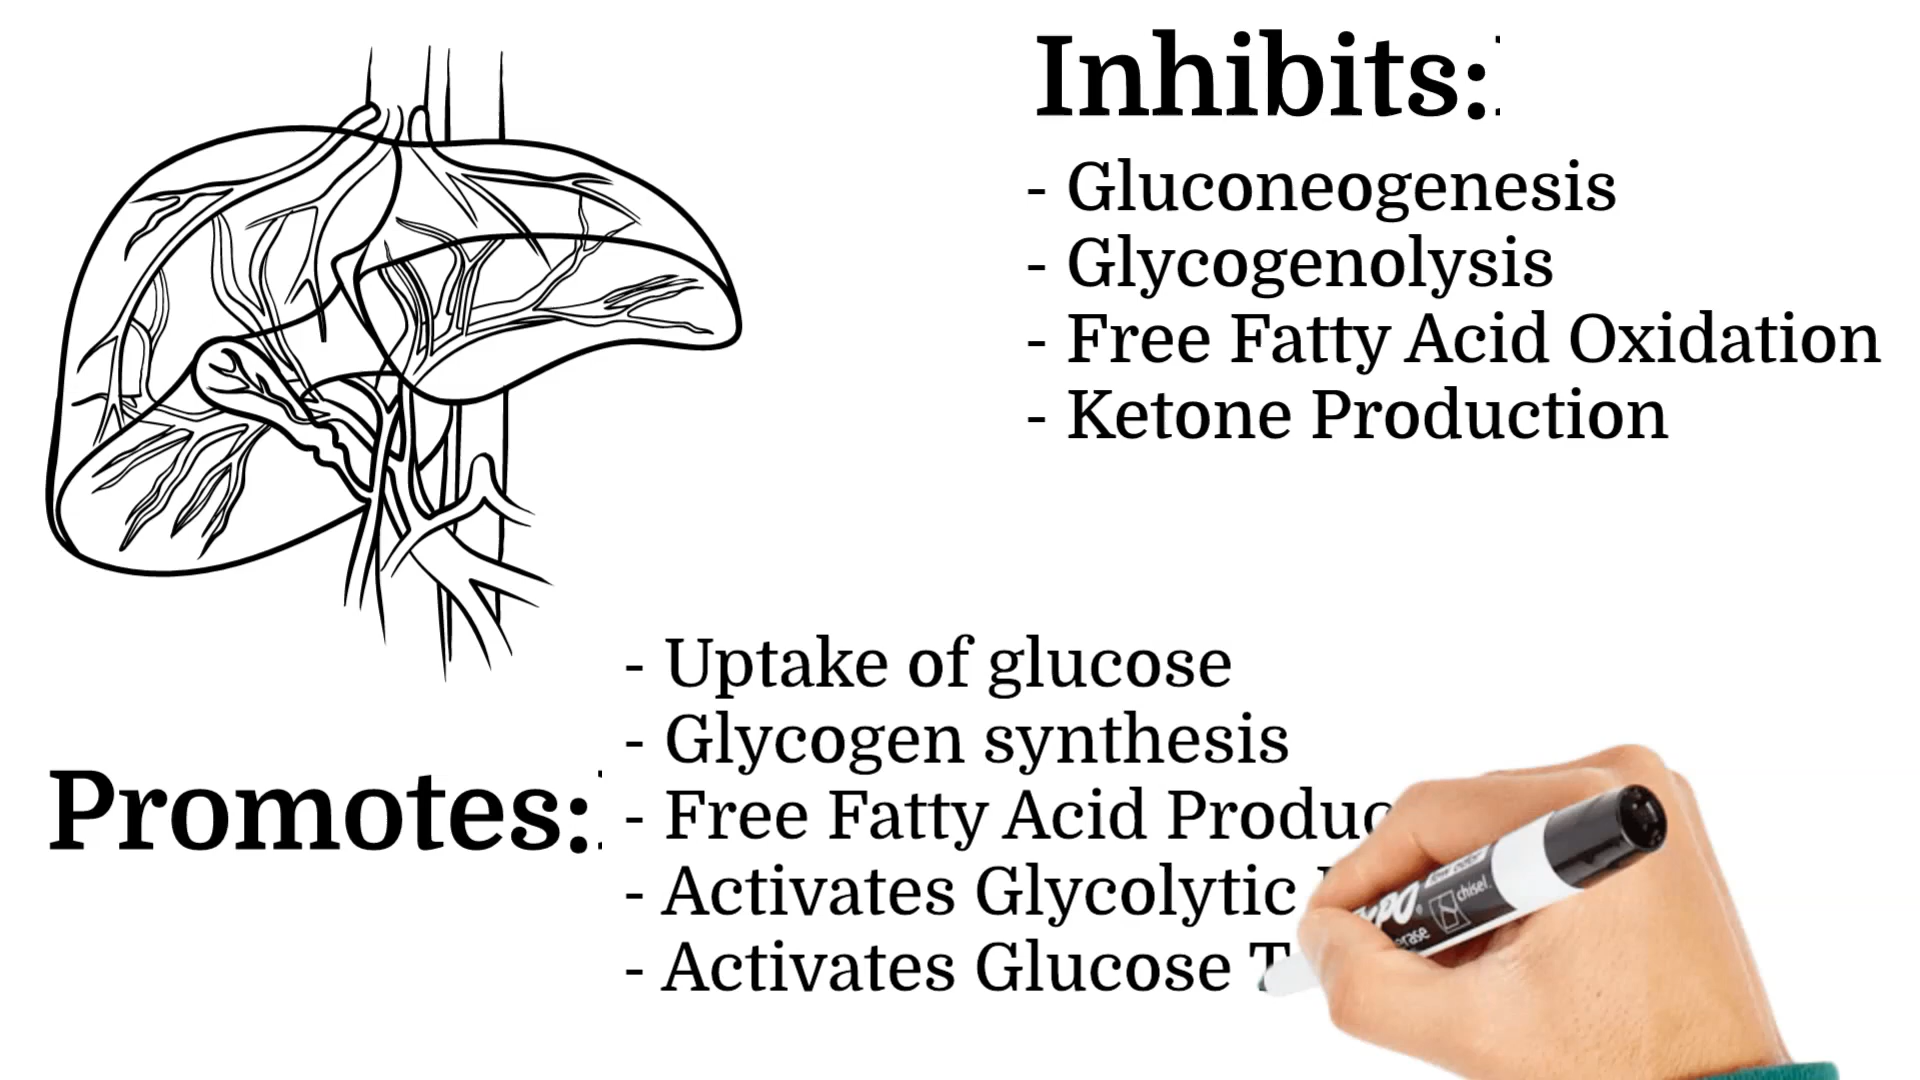 Inhibits:
- Gluconeogenesis
- Glycogenolysis
- Free Fatty Acid Oxidation
- Ketone Production
- Uptake of glucose
- Glycogen synthesis
Promotes:
- Free Fatty Acid
- Activates Glycolytic
- Activates Glucose
chisel